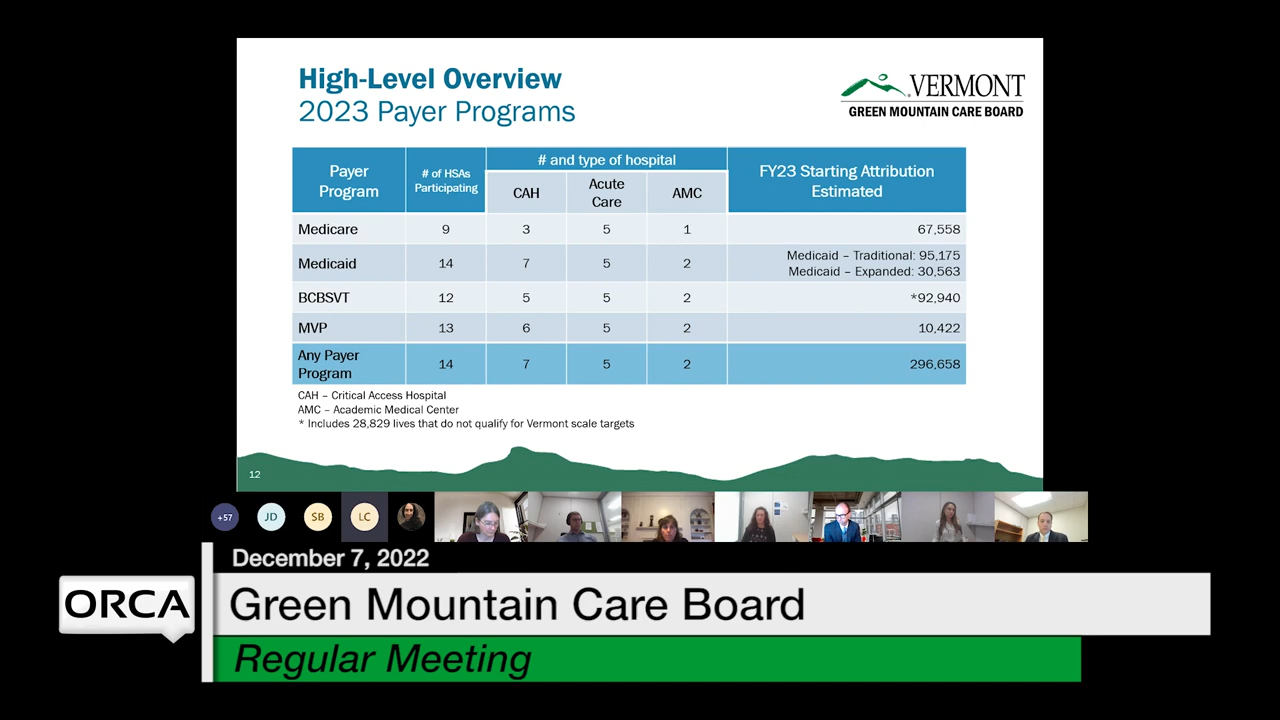 High-Level Overview
2023 Payer Programs
VERMONT
GREEN MOUNTAIN CARE BOARD
Payer Program
# of HSAs Participating
# and type of hospital
FY23 Starting Attribution Estimated
CAH
Acute Care
AMC
Medicare 9 3 5 1 67,558
Medicaid 14 7 5 2 Medicaid – Traditional: 95,175
Medicaid – Expanded: 30,563
BCBSVT 12 5 5 2 *92,940
MVP 13 6 5 2 10,422
Any Payer Program 14 7 5 2 296,658
CAH – Critical Access Hospital
AMC – Academic Medical Center
* Includes 28,829 lives that do not qualify for Vermont scale targets
12
+57 JD SB LC
December 7, 2022
ORCA
Green Mountain Care Board
Regular Meeting